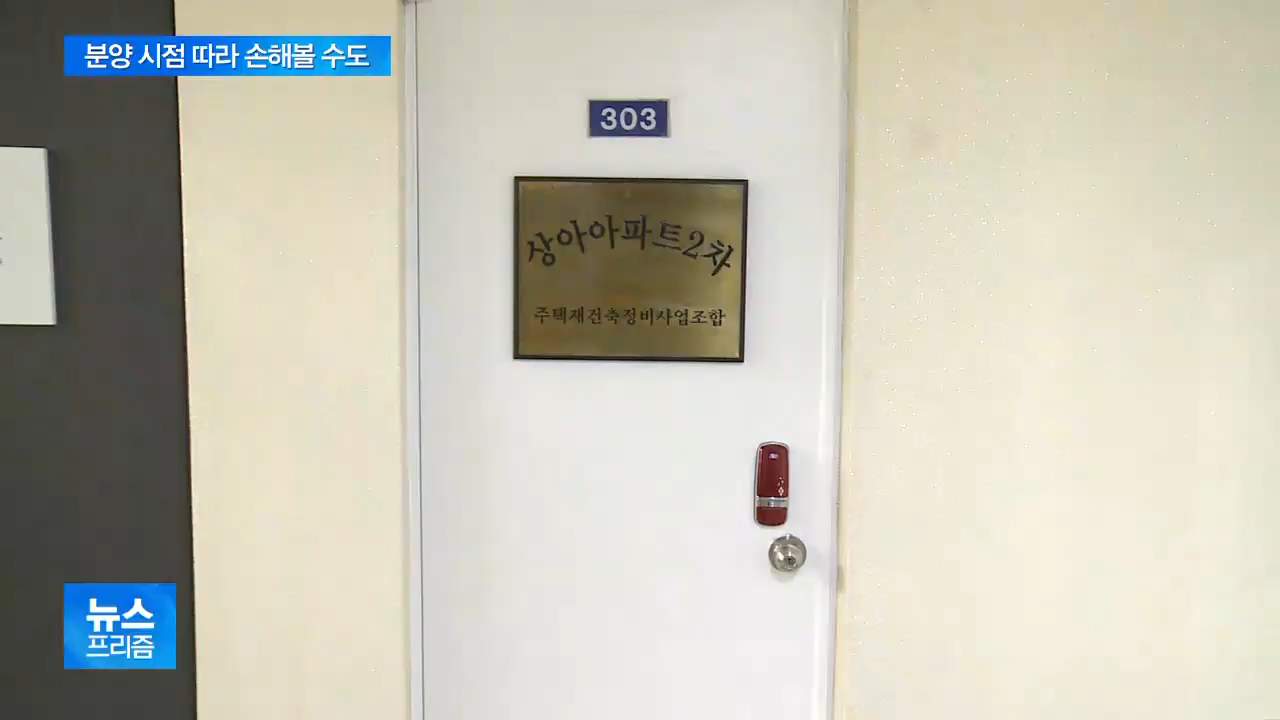 분양 시점 따라 손해볼 수도
303
상아아파트2차
주택재건축정비사업조합
뉴스
프리즘